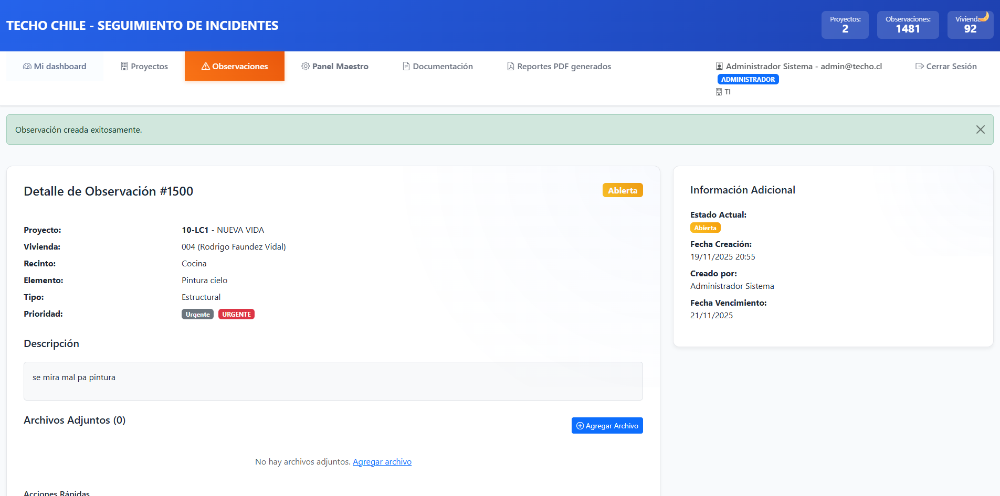 TECHO CHILE - SEGUIMIENTO DE INCIDENTES
Proyectos:
2
Observaciones:
1481
Vivienda
92
Mi dashboard
Proyectos
Observaciones
Panel Maestro
Documentación
Reportes PDF generados
Administrador Sistema - admin@techo.cl
ADMINISTRADOR
TI
Cerrar Sesión
Observación creada exitosamente.
Detalle de Observación #1500
Abierta
Proyecto: 10-LC1 - NUEVA VIDA
Vivienda: 004 (Rodrigo Faundez Vidal)
Recinto: Cocina
Elemento: Pintura cielo
Tipo: Estructural
Prioridad: Urgente URGENTE
Descripción
se mira mal pa pintura
Archivos Adjuntos (0)
Agregar Archivo
No hay archivos adjuntos. Agregar archivo
Acciones Rápidas
Información Adicional
Estado Actual:
Abierta
Fecha Creación:
19/11/2025 20:55
Creado por:
Administrador Sistema
Fecha Vencimiento:
21/11/2025